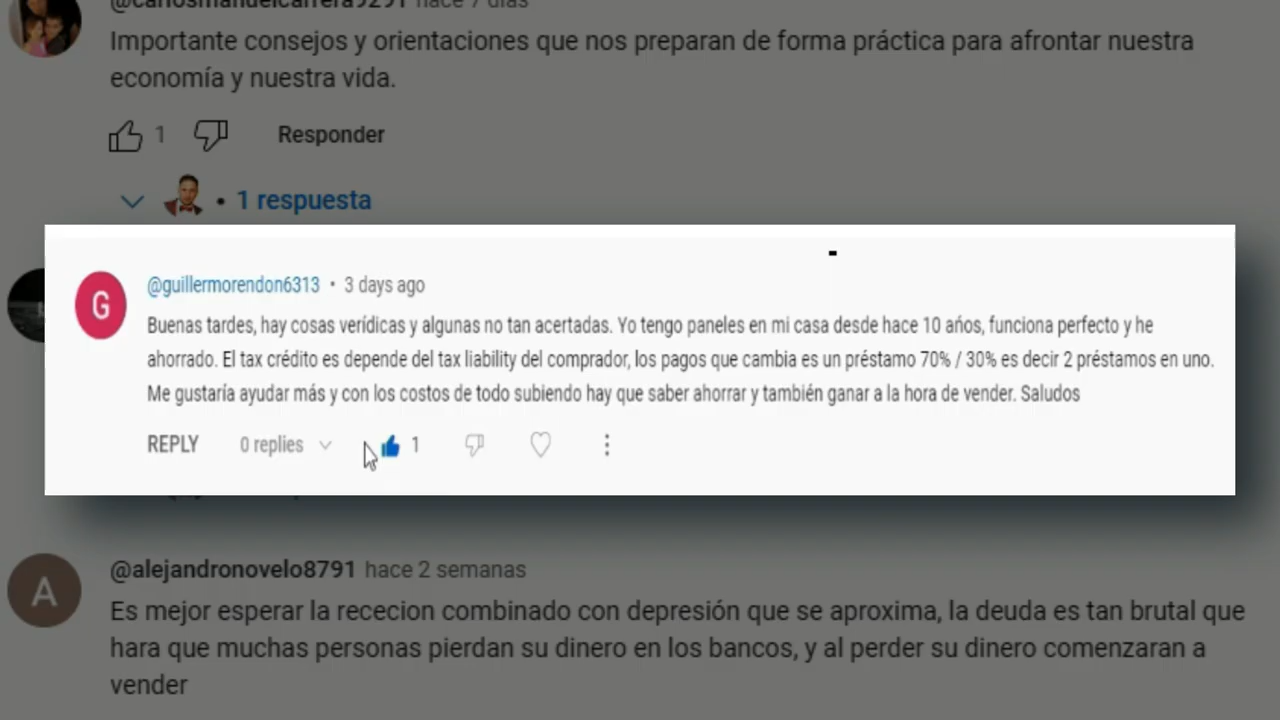 @carlosmanuelcarrera9291 hace 7 días
Importante consejos y orientaciones que nos preparan de forma práctica para afrontar nuestra
economía y nuestra vida.
1 Responder
• 1 respuesta
G
@guillermorendon6313 • 3 days ago
Buenas tardes, hay cosas verídicas y algunas no tan acertadas. Yo tengo paneles en mi casa desde hace 10 años, funciona perfecto y he
ahorrado. El tax crédito es depende del tax liability del comprador, los pagos que cambia es un préstamo 70% / 30% es decir 2 préstamos en uno.
Me gustaría ayudar más y con los costos de todo subiendo hay que saber ahorrar y también ganar a la hora de vender. Saludos
REPLY 0 replies 1
A
@alejandronovelo8791 hace 2 semanas
Es mejor esperar la rececion combinado con depresión que se aproxima, la deuda es tan brutal que
hara que muchas personas pierdan su dinero en los bancos, y al perder su dinero comenzaran a
vender